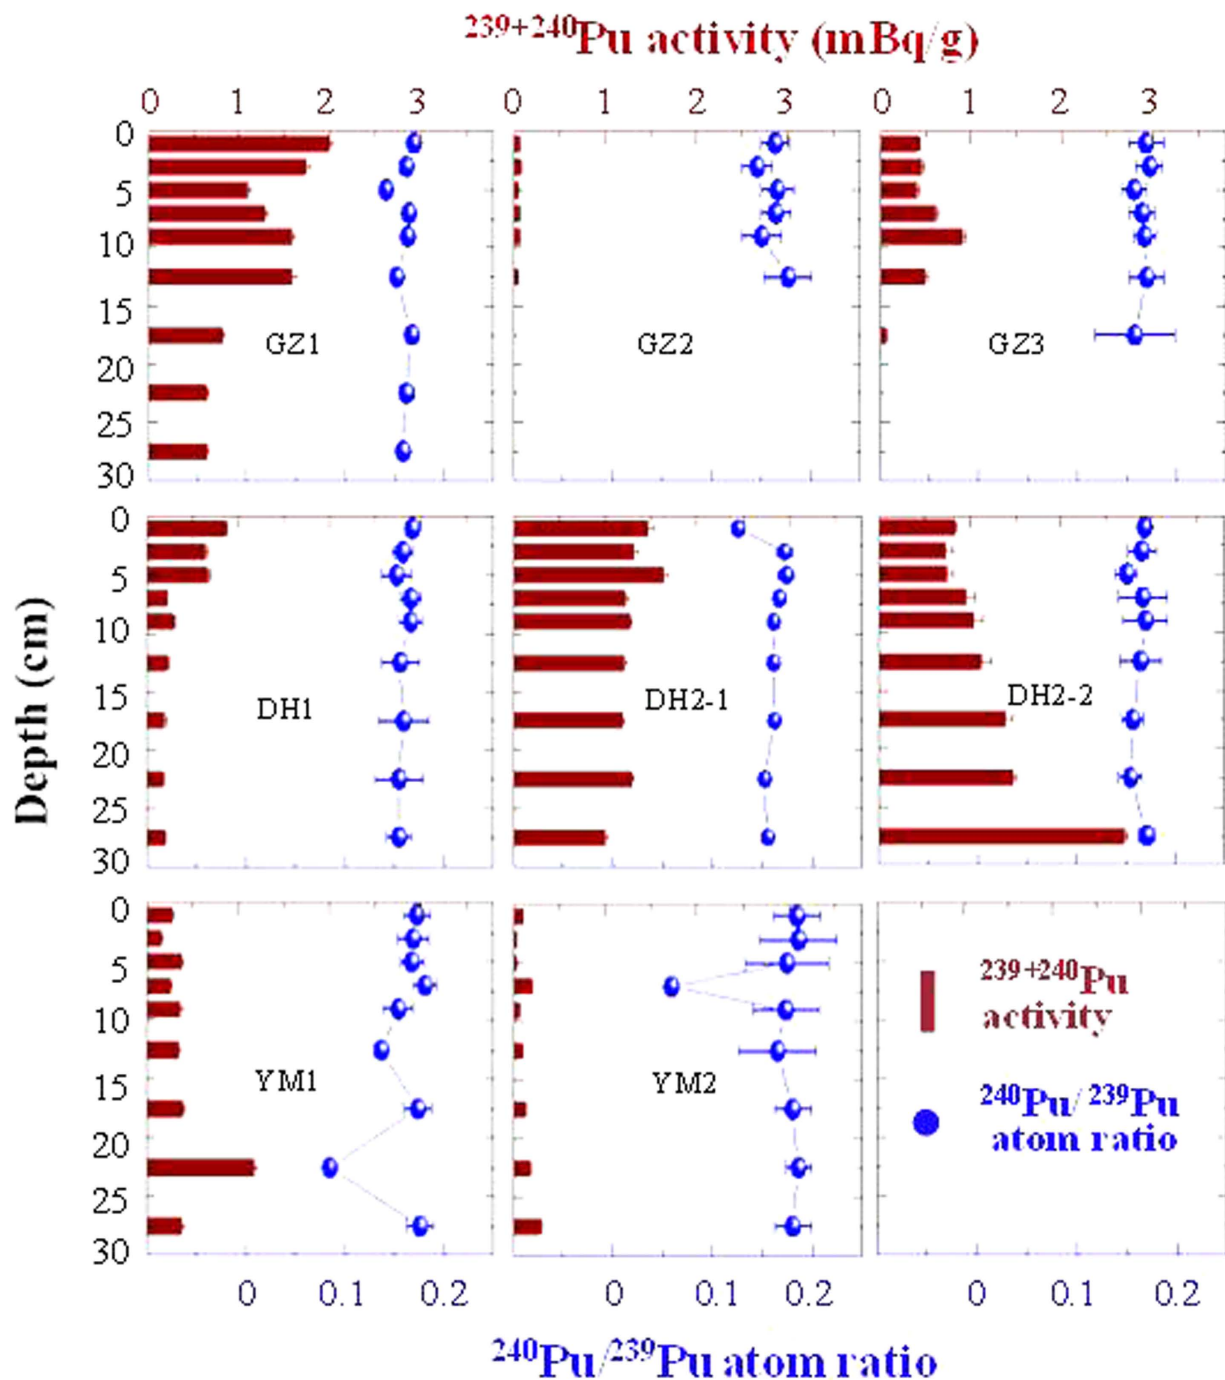 ²³⁹⁺²⁴⁰Pu activity (mBq/g)
0 1 2 3 0 1 2 3 0 1 2 3
0
5
10
15
20
25
30
GZ1 GZ2 GZ3
0
5
10
15
20
25
30
DH1 DH2-1 DH2-2
Depth (cm)
0
5
10
15
20
25
30
YM1 YM2
²³⁹⁺²⁴⁰Pu
activity
²⁴⁰Pu/²³⁹Pu
atom ratio
0 0.1 0.2 0 0.1 0.2 0 0.1 0.2
²⁴⁰Pu/²³⁹Pu atom ratio